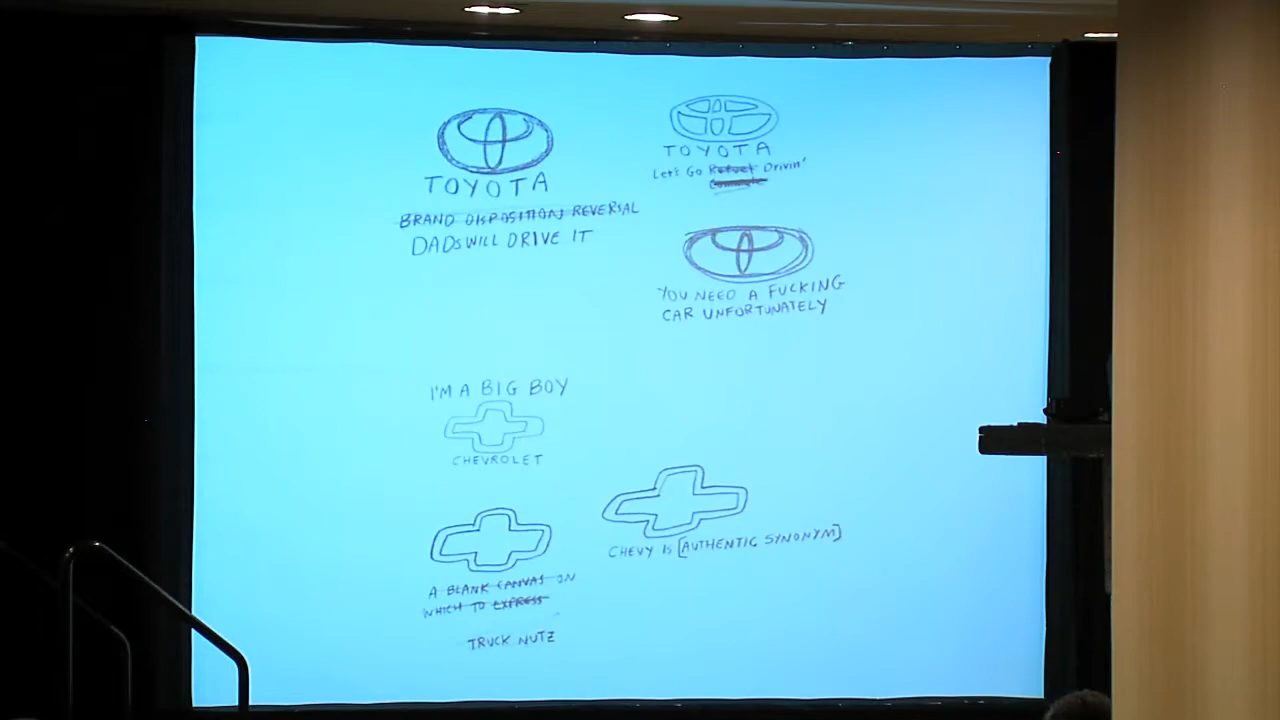 TOYOTA
BRAND DISPOSITION REVERSAL
DADS WILL DRIVE IT
TOYOTA
Let's Go Drivin'
YOU NEED A FUCKING
CAR UNFORTUNATELY
I'M A BIG BOY
CHEVROLET
A BLANK CANVAS ON
WHICH TO EXPRESS
TRUCK NUTZ
CHEVY IS [AUTHENTIC SYNONYM]